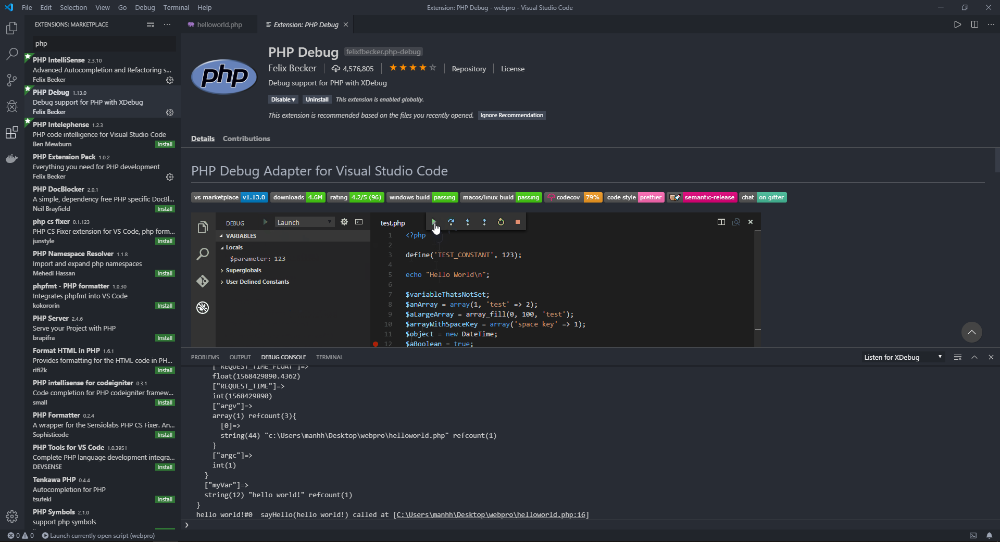 File Edit Selection View Go Debug Terminal Help
Extension: PHP Debug - webpro - Visual Studio Code
EXTENSIONS: MARKETPLACE
php
PHP IntelliSense 2.3.10
Advanced Autocompletion and Refactoring s...
Felix Becker
PHP Debug 1.13.0
Debug support for PHP with XDebug
Felix Becker
PHP Intelephense 1.2.3
PHP code intelligence for Visual Studio Code
Ben Mewburn Install
PHP Extension Pack 1.0.2
Everything you need for PHP development
Felix Becker
PHP DocBlocker 2.0.1
A simple, dependency free PHP specific DocBl...
Neil Brayfield Install
php cs fixer 0.1.123
PHP CS Fixer extension for VS Code, php form...
junstyle Install
PHP Namespace Resolver 1.1.8
Import and expand php namespaces
Mehedi Hassan Install
phpfmt - PHP formatter 1.0.30
Integrates phpfmt into VS Code
kokororin Install
PHP Server 2.4.6
Serve your Project with PHP
brapifra Install
Format HTML in PHP 1.6.1
Provides formatting for the HTML code in PH...
rifi2k Install
PHP intellisense for codeigniter 0.3.1
Code completion for PHP codeigniter framew...
small Install
PHP Formatter 0.2.4
A wrapper for the Sensiolabs PHP CS Fixer. An...
Sophisticode Install
PHP Tools for VS Code 1.0.3951
Complete PHP language development integra...
DEVSENSE Install
Tenkawa PHP 0.4.4
Autocompletion for PHP
tsufeki Install
PHP Symbols 2.1.0
support php symbols
helloworld.php
Extension: PHP Debug
php
PHP Debug felixfbecker.php-debug
Felix Becker 4,576,805 Repository License
Debug support for PHP with XDebug
Disable Uninstall This extension is enabled globally.
This extension is recommended based on the files you recently opened. Ignore Recommendation
Details Contributions
PHP Debug Adapter for Visual Studio Code
vs marketplace v1.13.0 downloads 4.6M rating 4.2/5 (96) windows build passing macos/linux build passing codecov 79% code style prettier semantic-release chat on gitter
DEBUG Launch
VARIABLES
Locals
$parameter: 123
Superglobals
User Defined Constants
test.php
1 <?php
2
3 define('TEST_CONSTANT', 123);
4
5 echo "Hello World\n";
6
7 $variableThatsNotSet;
8 $anArray = array(1, 'test' => 2);
9 $aLargeArray = array_fill(0, 100, 'test');
10 $arrayWithSpaceKey = array('space key' => 1);
11 $object = new DateTime;
12 $aBoolean = true;
PROBLEMS OUTPUT DEBUG CONSOLE TERMINAL
Listen for XDebug
["REQUEST_TIME_FLOAT"]=>
float(1568429890.4362)
["REQUEST_TIME"]=>
int(1568429890)
["argv"]=>
array(1) refcount(3){
[0]=>
string(44) "c:\Users\manhh\Desktop\webpro\helloworld.php" refcount(1)
}
["argc"]=>
int(1)
}
["myVar"]=>
string(12) "hello world!" refcount(1)
}
hello world!#0 sayHello(hello world!) called at [C:\Users\manhh\Desktop\webpro\helloworld.php:16]
0 0 Launch currently open script (webpro)